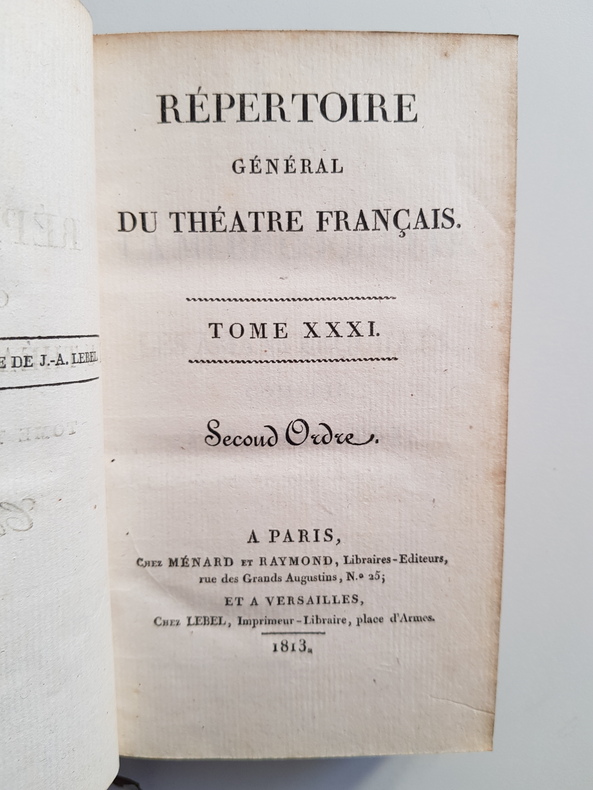 RÉPERTOIRE
GÉNÉRAL
DU THÉATRE FRANÇAIS.
TOME XXXI.
Second Ordre.
A PARIS,
Chez MÉNARD et RAYMOND, Libraires-Editeurs,
rue des Grands Augustins, N.º 25;
ET A VERSAILLES,
Chez LEBEL, Imprimeur-Libraire, place d'Armes.
1813.
E DE J.-A. LEBEL